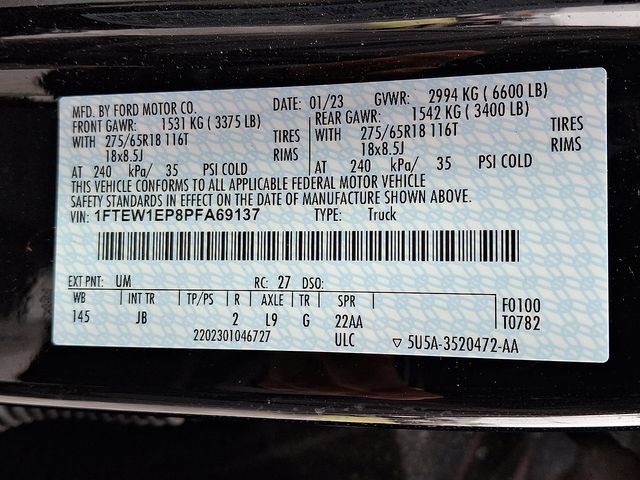 MFD. BY FORD MOTOR CO. DATE: 01/23 GVWR: 2994 KG ( 6600 LB)
FRONT GAWR: 1531 KG ( 3375 LB) REAR GAWR: 1542 KG ( 3400 LB)
WITH 275/65R18 116T TIRES WITH 275/65R18 116T TIRES
18x8.5J RIMS 18x8.5J RIMS
AT 240 kPa/ 35 PSI COLD AT 240 kPa/ 35 PSI COLD
THIS VEHICLE CONFORMS TO ALL APPLICABLE FEDERAL MOTOR VEHICLE
SAFETY STANDARDS IN EFFECT ON THE DATE OF MANUFACTURE SHOWN ABOVE.
VIN: 1FTEW1EP8PFA69137 TYPE: Truck
EXT PNT: UM RC: 27 DSO:
WB INT TR TP/PS R AXLE TR SPR F0100
145 JB 2 L9 G 22AA T0782
2202301046727 ULC ▽ 5U5A-3520472-AA